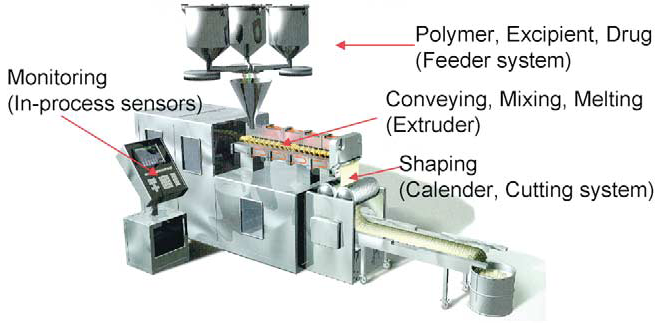 Polymer, Excipient, Drug
(Feeder system)
Monitoring
(In-process sensors)
Conveying, Mixing, Melting
(Extruder)
Shaping
(Calender, Cutting system)